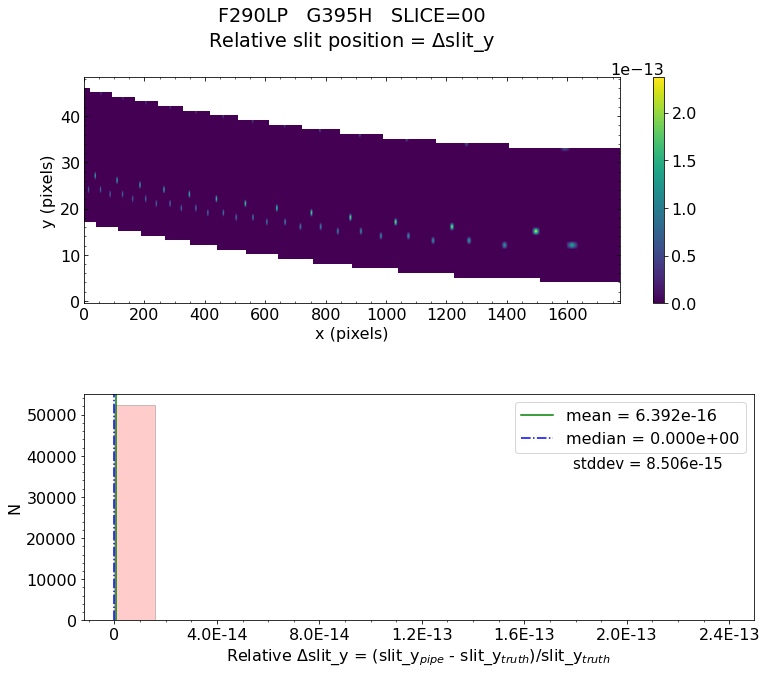 F290LP G395H SLICE=00
Relative slit position = Δslit_y
1e−13
40
30
20
10
0
y (pixels)
0 200 400 600 800 1000 1200 1400 1600
x (pixels)
2.0
1.5
1.0
0.5
0.0
50000
40000
30000
20000
10000
0
N
mean = 6.392e-16
median = 0.000e+00
stddev = 8.506e-15
0 4.0E-14 8.0E-14 1.2E-13 1.6E-13 2.0E-13 2.4E-13
Relative Δslit_y = (slit_y_pipe - slit_y_truth)/slit_y_truth